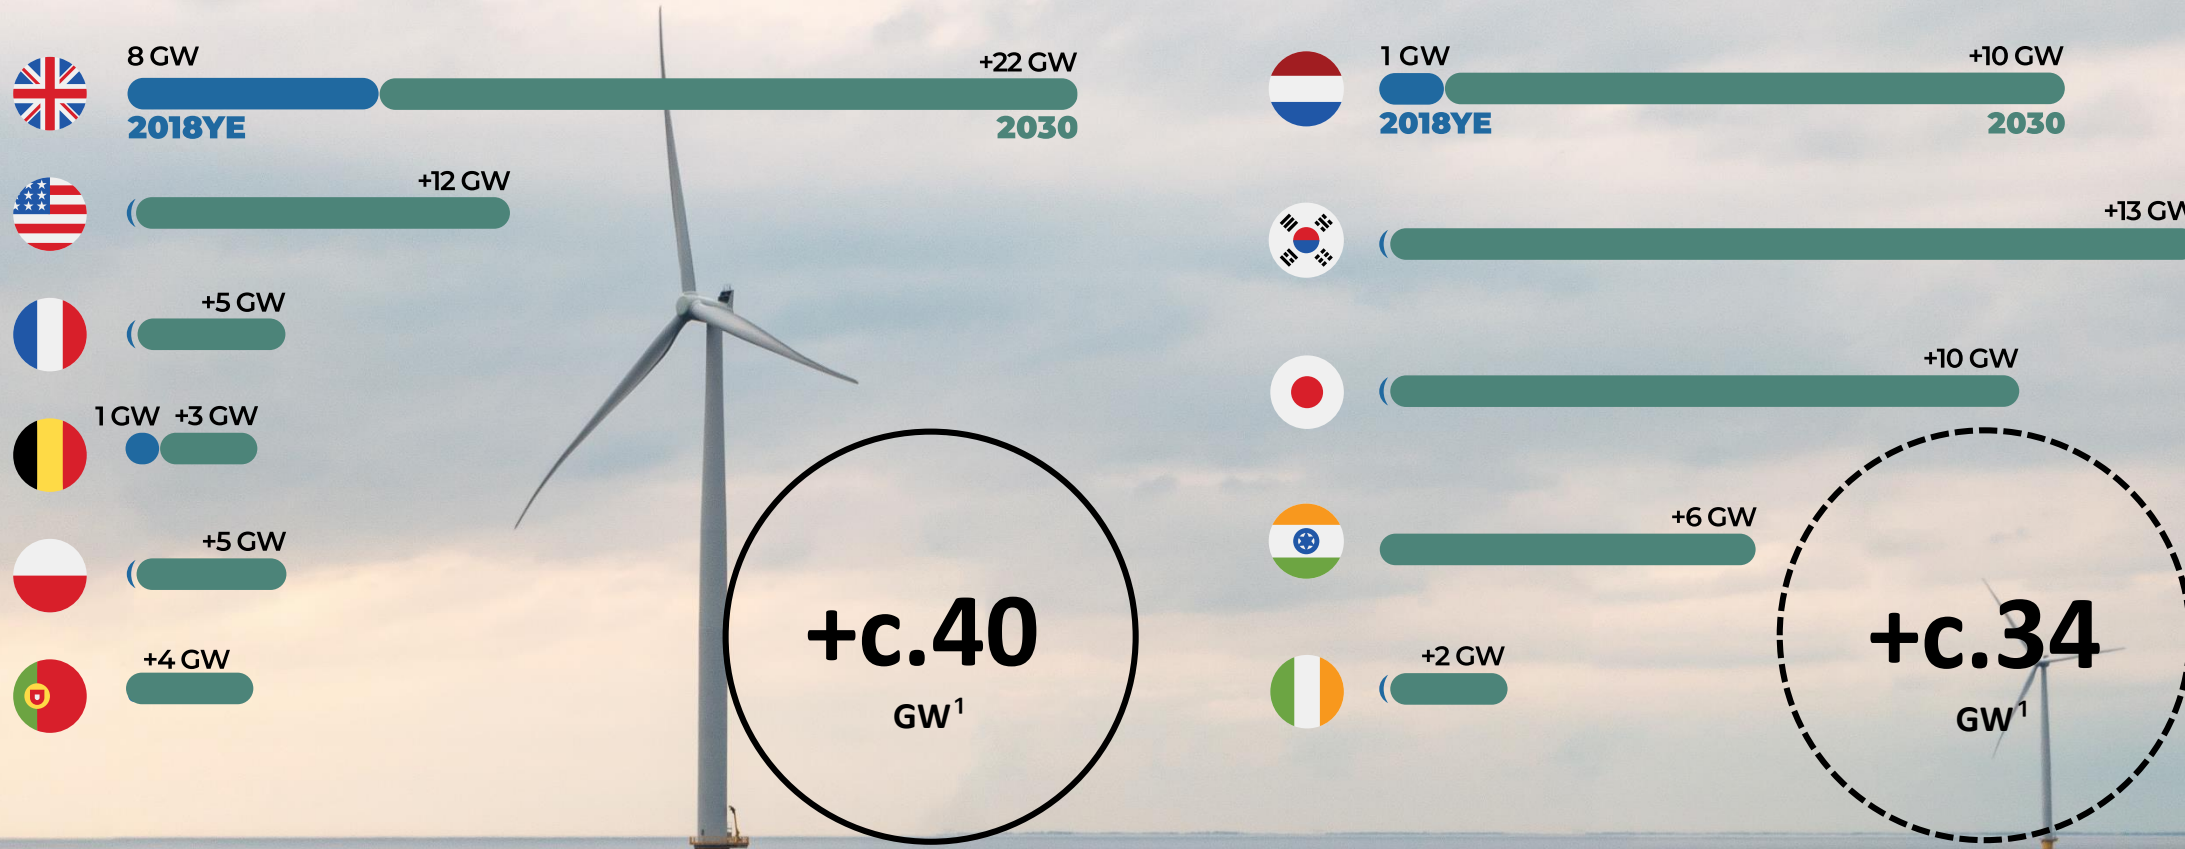 8 GW
+22 GW
2018YE
2030
+12 GW
+5 GW
1 GW +3 GW
+5 GW
+4 GW
+c.40
GW¹
1 GW
+10 GW
2018YE
2030
+13 GW
+10 GW
+6 GW
+2 GW
+c.34
GW¹